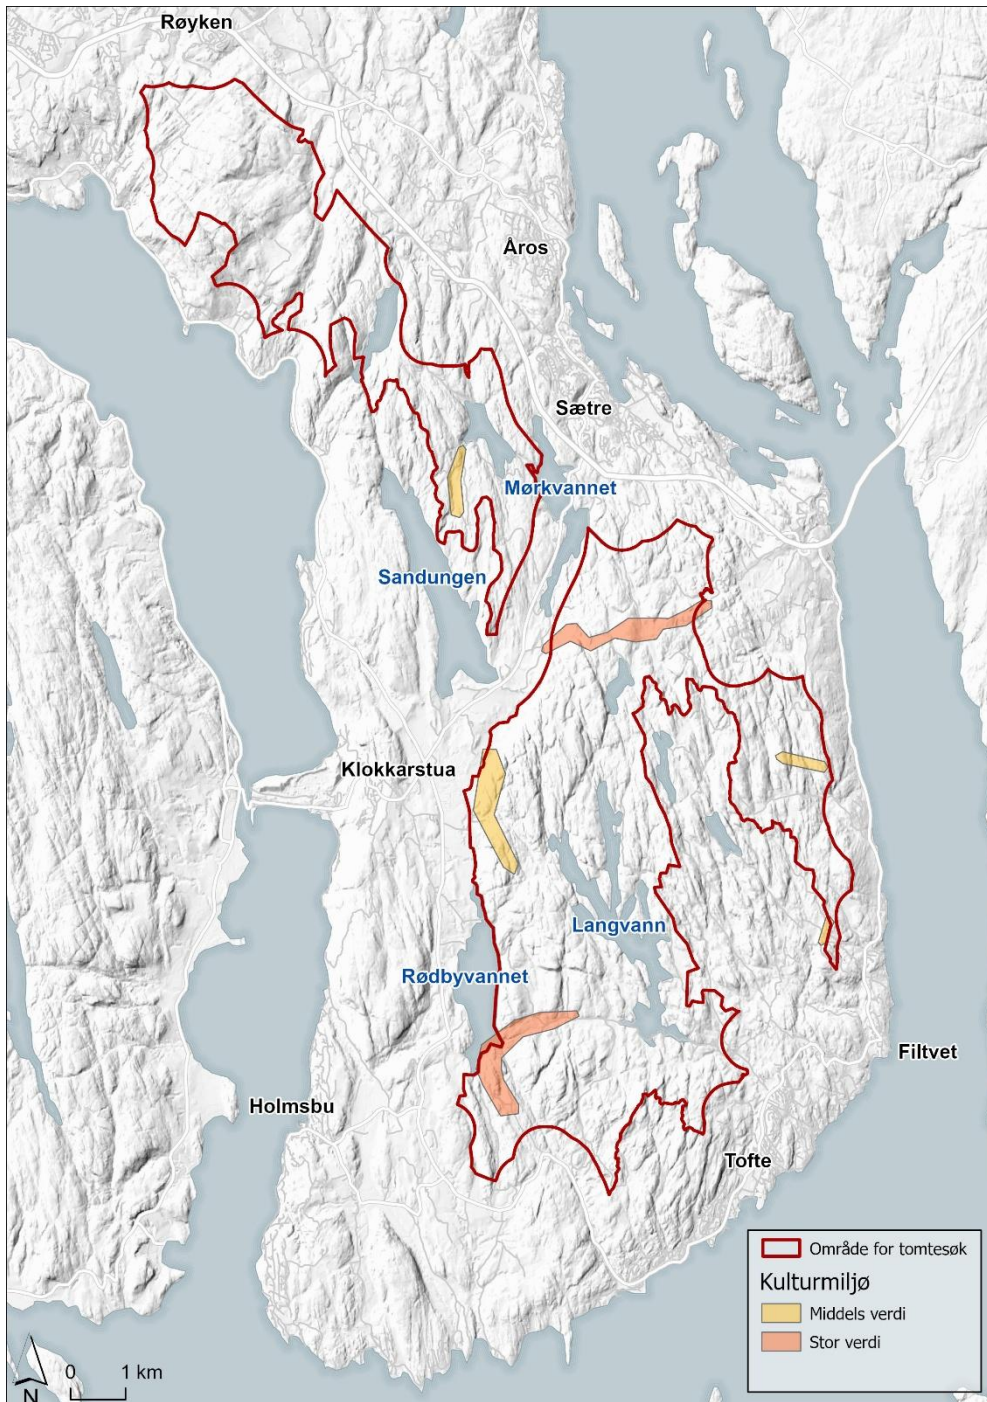 Røyken
Åros
Sætre
Mørkvannet
Sandungen
Klokkarstua
Langvann
Rødbyvannet
Filtvet
Holmsbu
Tofte
Område for tomtesøk
Kulturmiljø
Middels verdi
Stor verdi
0 1 km
N